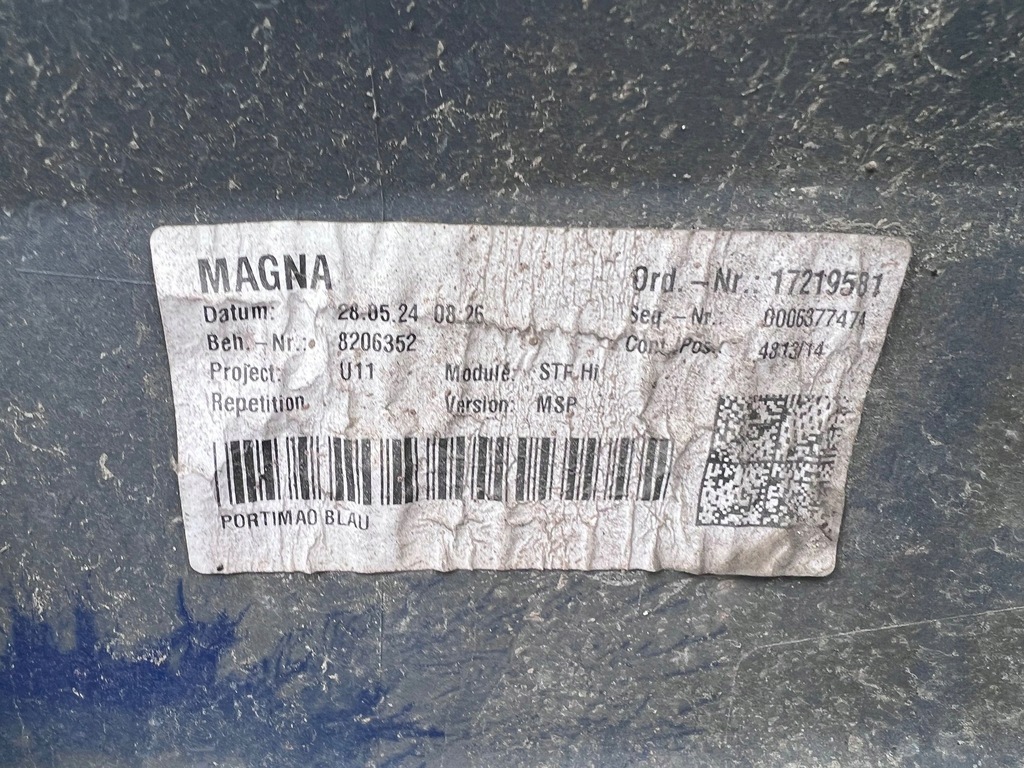 MAGNA
Ord. -Nr.: 17219581
Datum: 28.05.24 08:26
Seq. -Nr.: 0006377474
Beh. -Nr.: 8206352
Cont./Pos.: 4813/14
Project: U11 Module: STF.Hi
Repetition Version: MSP
PORTIMAO BLAU